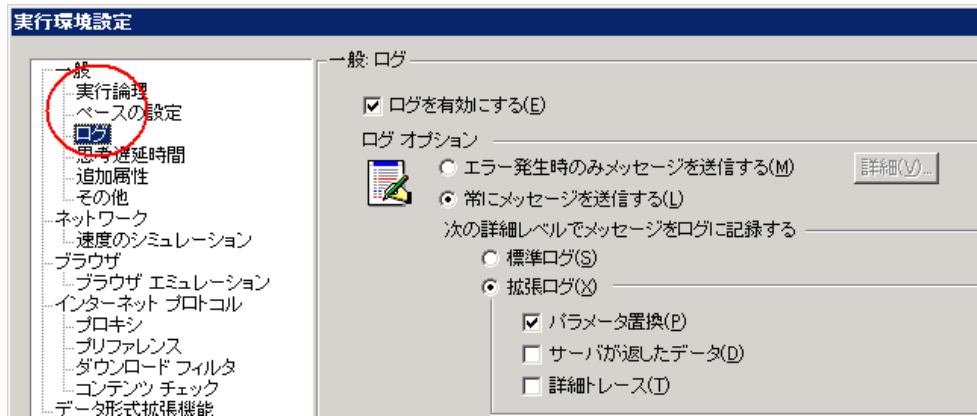 実行環境設定
一般
実行論理
ペースの設定
ログ
思考遅延時間
追加属性
その他
ネットワーク
速度のシミュレーション
ブラウザ
ブラウザ エミュレーション
インターネット プロトコル
プロキシ
プリファレンス
ダウンロード フィルタ
コンテンツ チェック
データ形式拡張機能
一般: ログ
ログを有効にする(E)
ログ オプション
エラー発生時のみメッセージを送信する(M)
詳細(V)...
常にメッセージを送信する(L)
次の詳細レベルでメッセージをログに記録する
標準ログ(S)
拡張ログ(X)
パラメータ置換(P)
サーバが返したデータ(D)
詳細トレース(T)